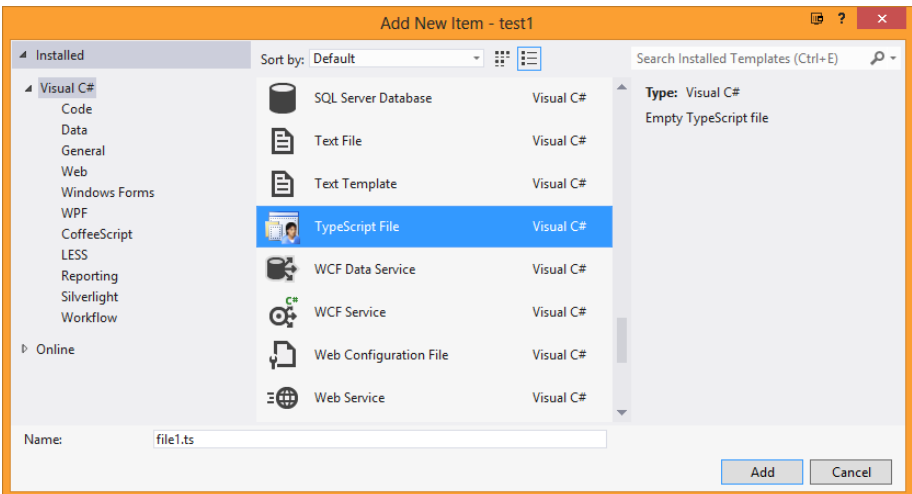 Add New Item - test1
?
Installed
Sort by: Default
Search Installed Templates (Ctrl+E)
Visual C#
Code
Data
General
Web
Windows Forms
WPF
CoffeeScript
LESS
Reporting
Silverlight
Workflow
Online
SQL Server Database Visual C#
Text File Visual C#
Text Template Visual C#
TypeScript File Visual C#
WCF Data Service Visual C#
C#
WCF Service Visual C#
Web Configuration File Visual C#
Web Service Visual C#
Type: Visual C#
Empty TypeScript file
Name: file1.ts
Add Cancel